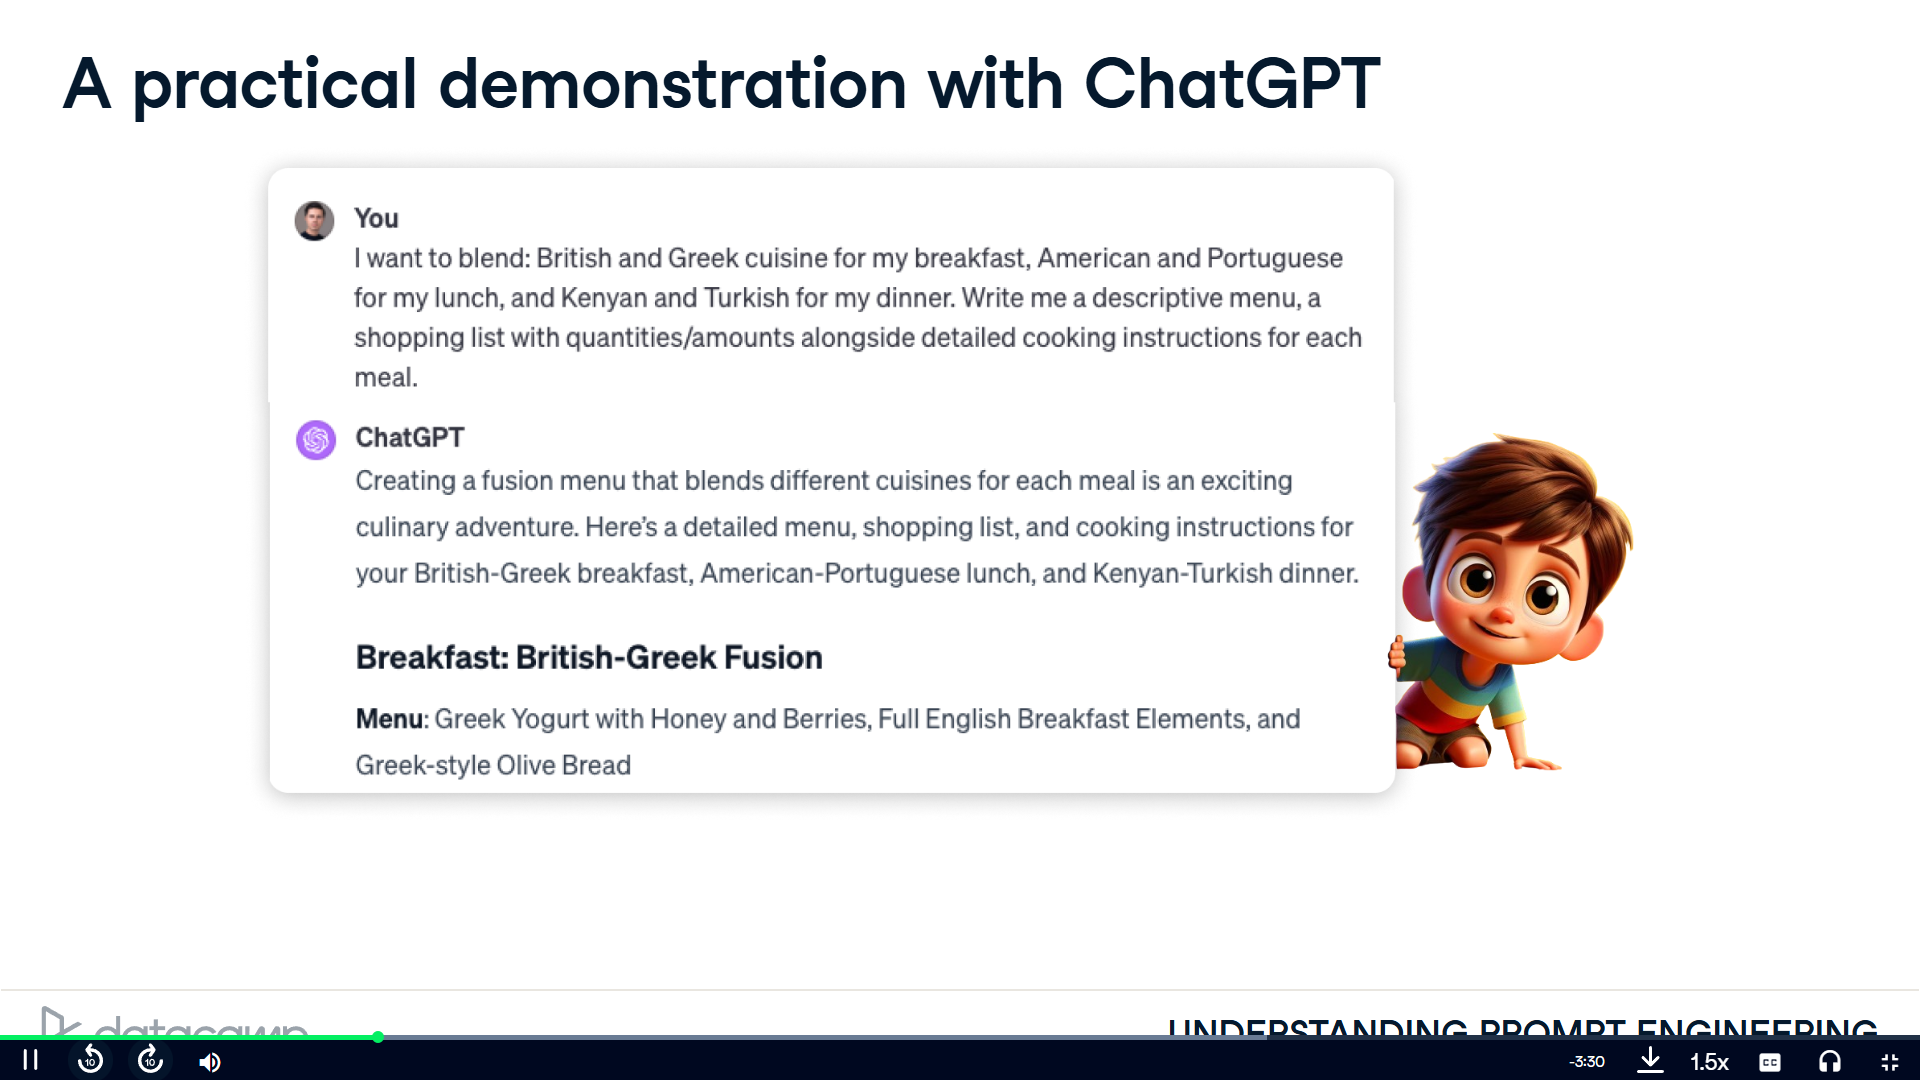 A practical demonstration with ChatGPT
You
I want to blend: British and Greek cuisine for my breakfast, American and Portuguese
for my lunch, and Kenyan and Turkish for my dinner. Write me a descriptive menu, a
shopping list with quantities/amounts alongside detailed cooking instructions for each
meal.
ChatGPT
Creating a fusion menu that blends different cuisines for each meal is an exciting
culinary adventure. Here's a detailed menu, shopping list, and cooking instructions for
your British-Greek breakfast, American-Portuguese lunch, and Kenyan-Turkish dinner.
Breakfast: British-Greek Fusion
Menu: Greek Yogurt with Honey and Berries, Full English Breakfast Elements, and
Greek-style Olive Bread
datacamp
UNDERSTANDING PROMPT ENGINEERING
10
10
-3:30
1.5x
CC